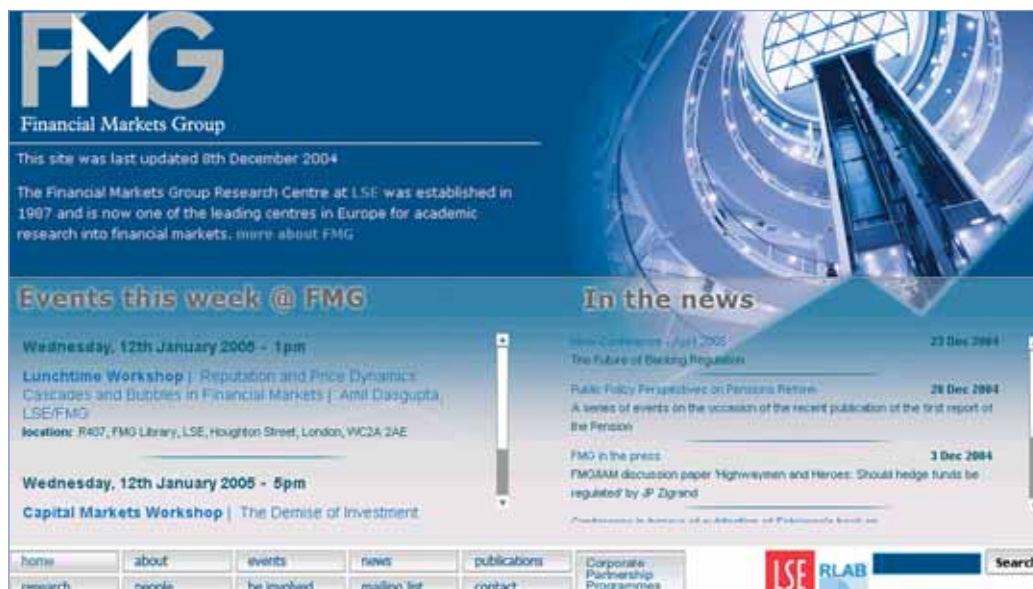 FMG
Financial Markets Group
This site was last updated 8th December 2004
The Financial Markets Group Research Centre at LSE was established in
1987 and is now one of the leading centres in Europe for academic
research into financial markets. more about FMG
Events this week @ FMG
Wednesday, 12th January 2005 - 1pm
Lunchtime Workshop | Reputation and Price Dynamics
Cascades and Bubbles in Financial Markets | Amil Dasgupta,
LSE/FMG
location: R407, FMG Library, LSE, Houghton Street, London, WC2A 2AE
Wednesday, 12th January 2005 - 5pm
Capital Markets Workshop | The Demise of Investment
In the news
New Conference - April 2005 23 Dec 2004
The Future of Banking Regulation
Public Policy Perspectives on Pensions Reform 20 Dec 2004
A series of events on the occasion of the recent publication of the first report of
the Pension
FMG in the press 3 Dec 2004
FMG/IAM discussion paper 'Highwaymen and Heroes: Should hedge funds be
regulated' by JP Zigrand
home about events news publications Corporate
Partnership
Programmes
research people be involved mailing list contact
LSE RLAB Search